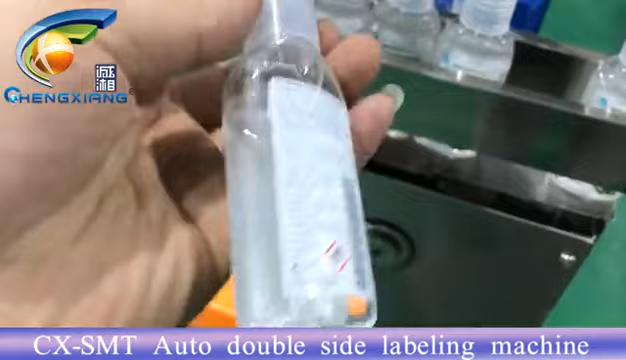 诚湘
CHENGXIANG®
CX-SMT Auto double side labeling machine